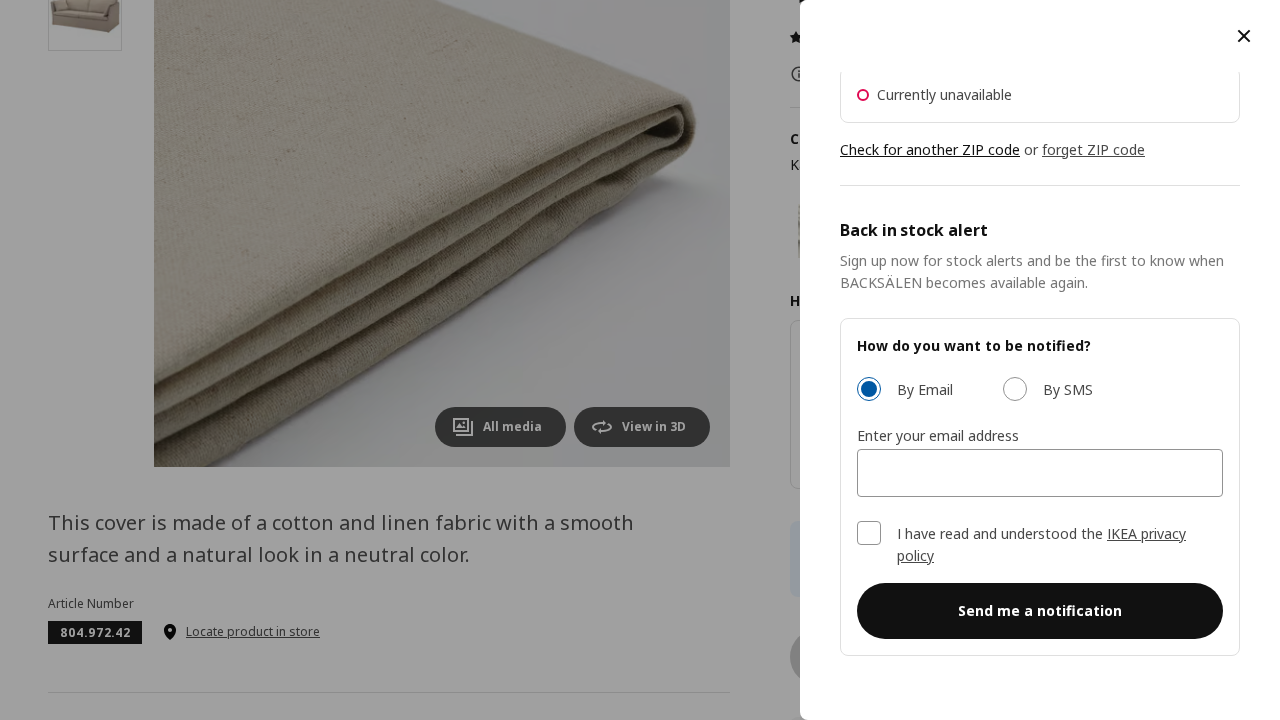 All media
View in 3D
This cover is made of a cotton and linen fabric with a smooth
surface and a natural look in a neutral color.
Article Number
804.972.42
Locate product in store
Currently unavailable
Check for another ZIP code or forget ZIP code
Back in stock alert
Sign up now for stock alerts and be the first to know when
BACKSÄLEN becomes available again.
How do you want to be notified?
By Email
By SMS
Enter your email address
I have read and understood the IKEA privacy
policy
Send me a notification